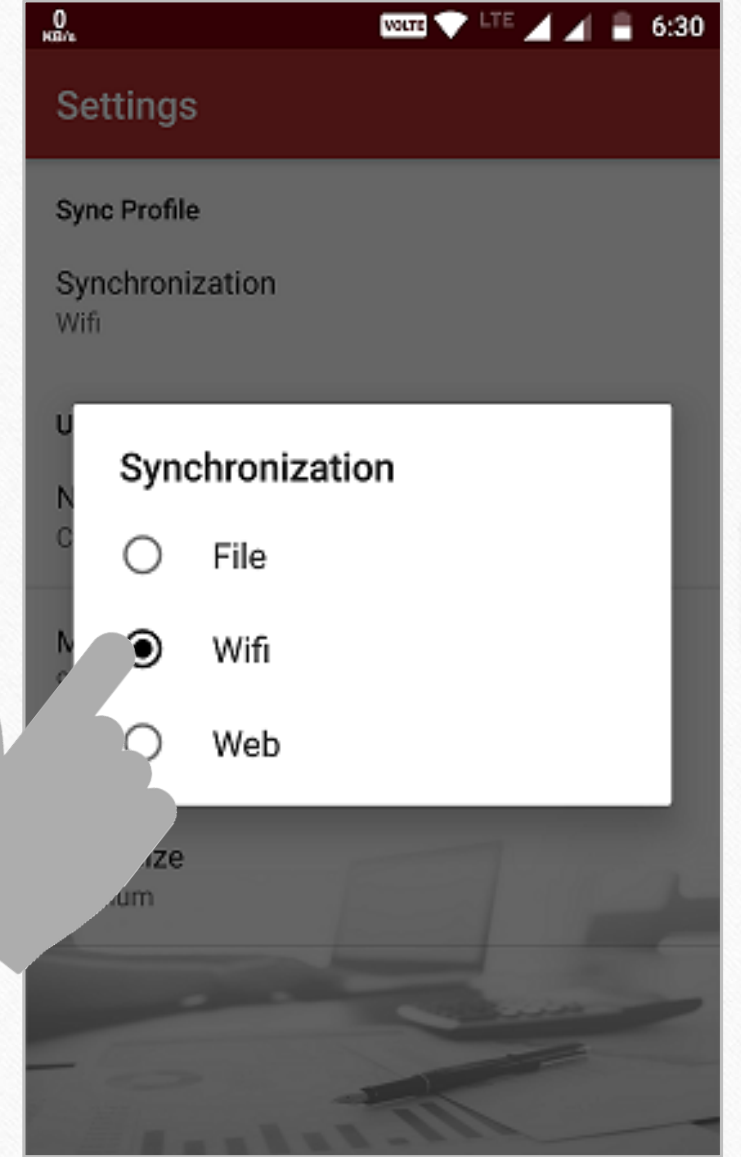 0
KB/s
VOLTE LTE 6:30
Settings
Sync Profile
Synchronization
Wifi
Synchronization
File
Wifi
Web